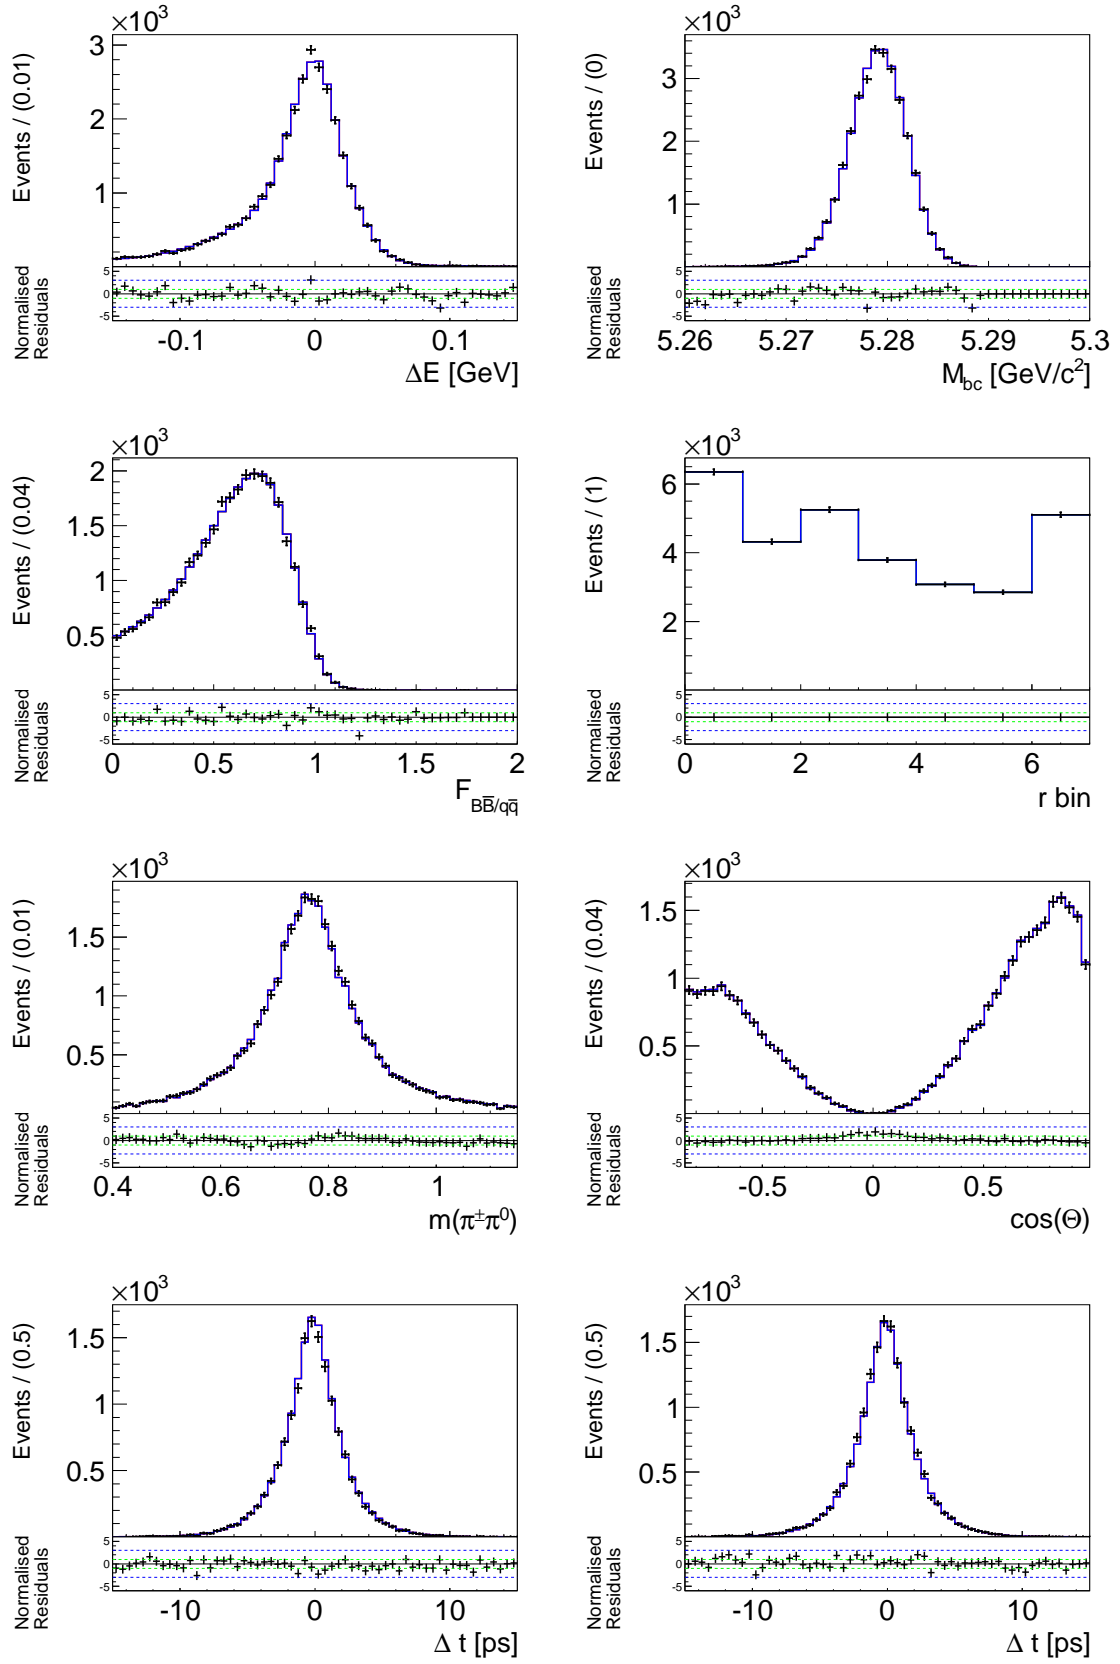 ×10³ ×10³
Events / (0.01)
3
2
1
Events / (0)
3
2
1
Normalised
Residuals
5
0
-5
Normalised
Residuals
5
0
-5
-0.1 0 0.1
ΔE [GeV]
5.26 5.27 5.28 5.29 5.3
M_bc [GeV/c²]
×10³ ×10³
Events / (0.04)
2
1.5
1
0.5
Events / (1)
6
4
2
Normalised
Residuals
5
0
-5
Normalised
Residuals
5
0
-5
0 0.5 1 1.5 2
F_BB̅/qq̅
0 2 4 6
r bin
×10³ ×10³
Events / (0.01)
1.5
1
0.5
Events / (0.04)
1.5
1
0.5
Normalised
Residuals
5
0
-5
Normalised
Residuals
5
0
-5
0.4 0.6 0.8 1
m(π±π⁰)
-0.5 0 0.5
cos(Θ)
×10³ ×10³
Events / (0.5)
1.5
1
0.5
Events / (0.5)
1.5
1
0.5
Normalised
Residuals
5
0
-5
Normalised
Residuals
5
0
-5
-10 0 10
Δ t [ps]
-10 0 10
Δ t [ps]